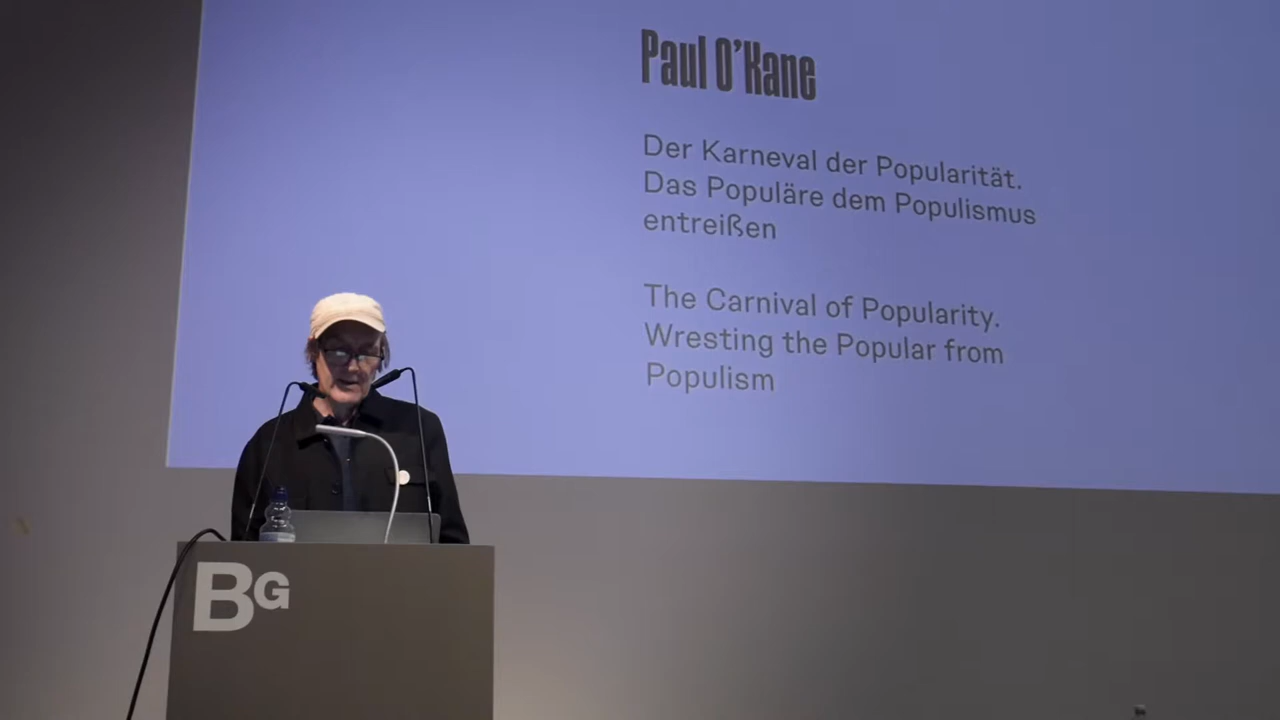 Paul O'Kane
Der Karneval der Popularität.
Das Populäre dem Populismus
entreißen
The Carnival of Popularity.
Wresting the Popular from
Populism
BG